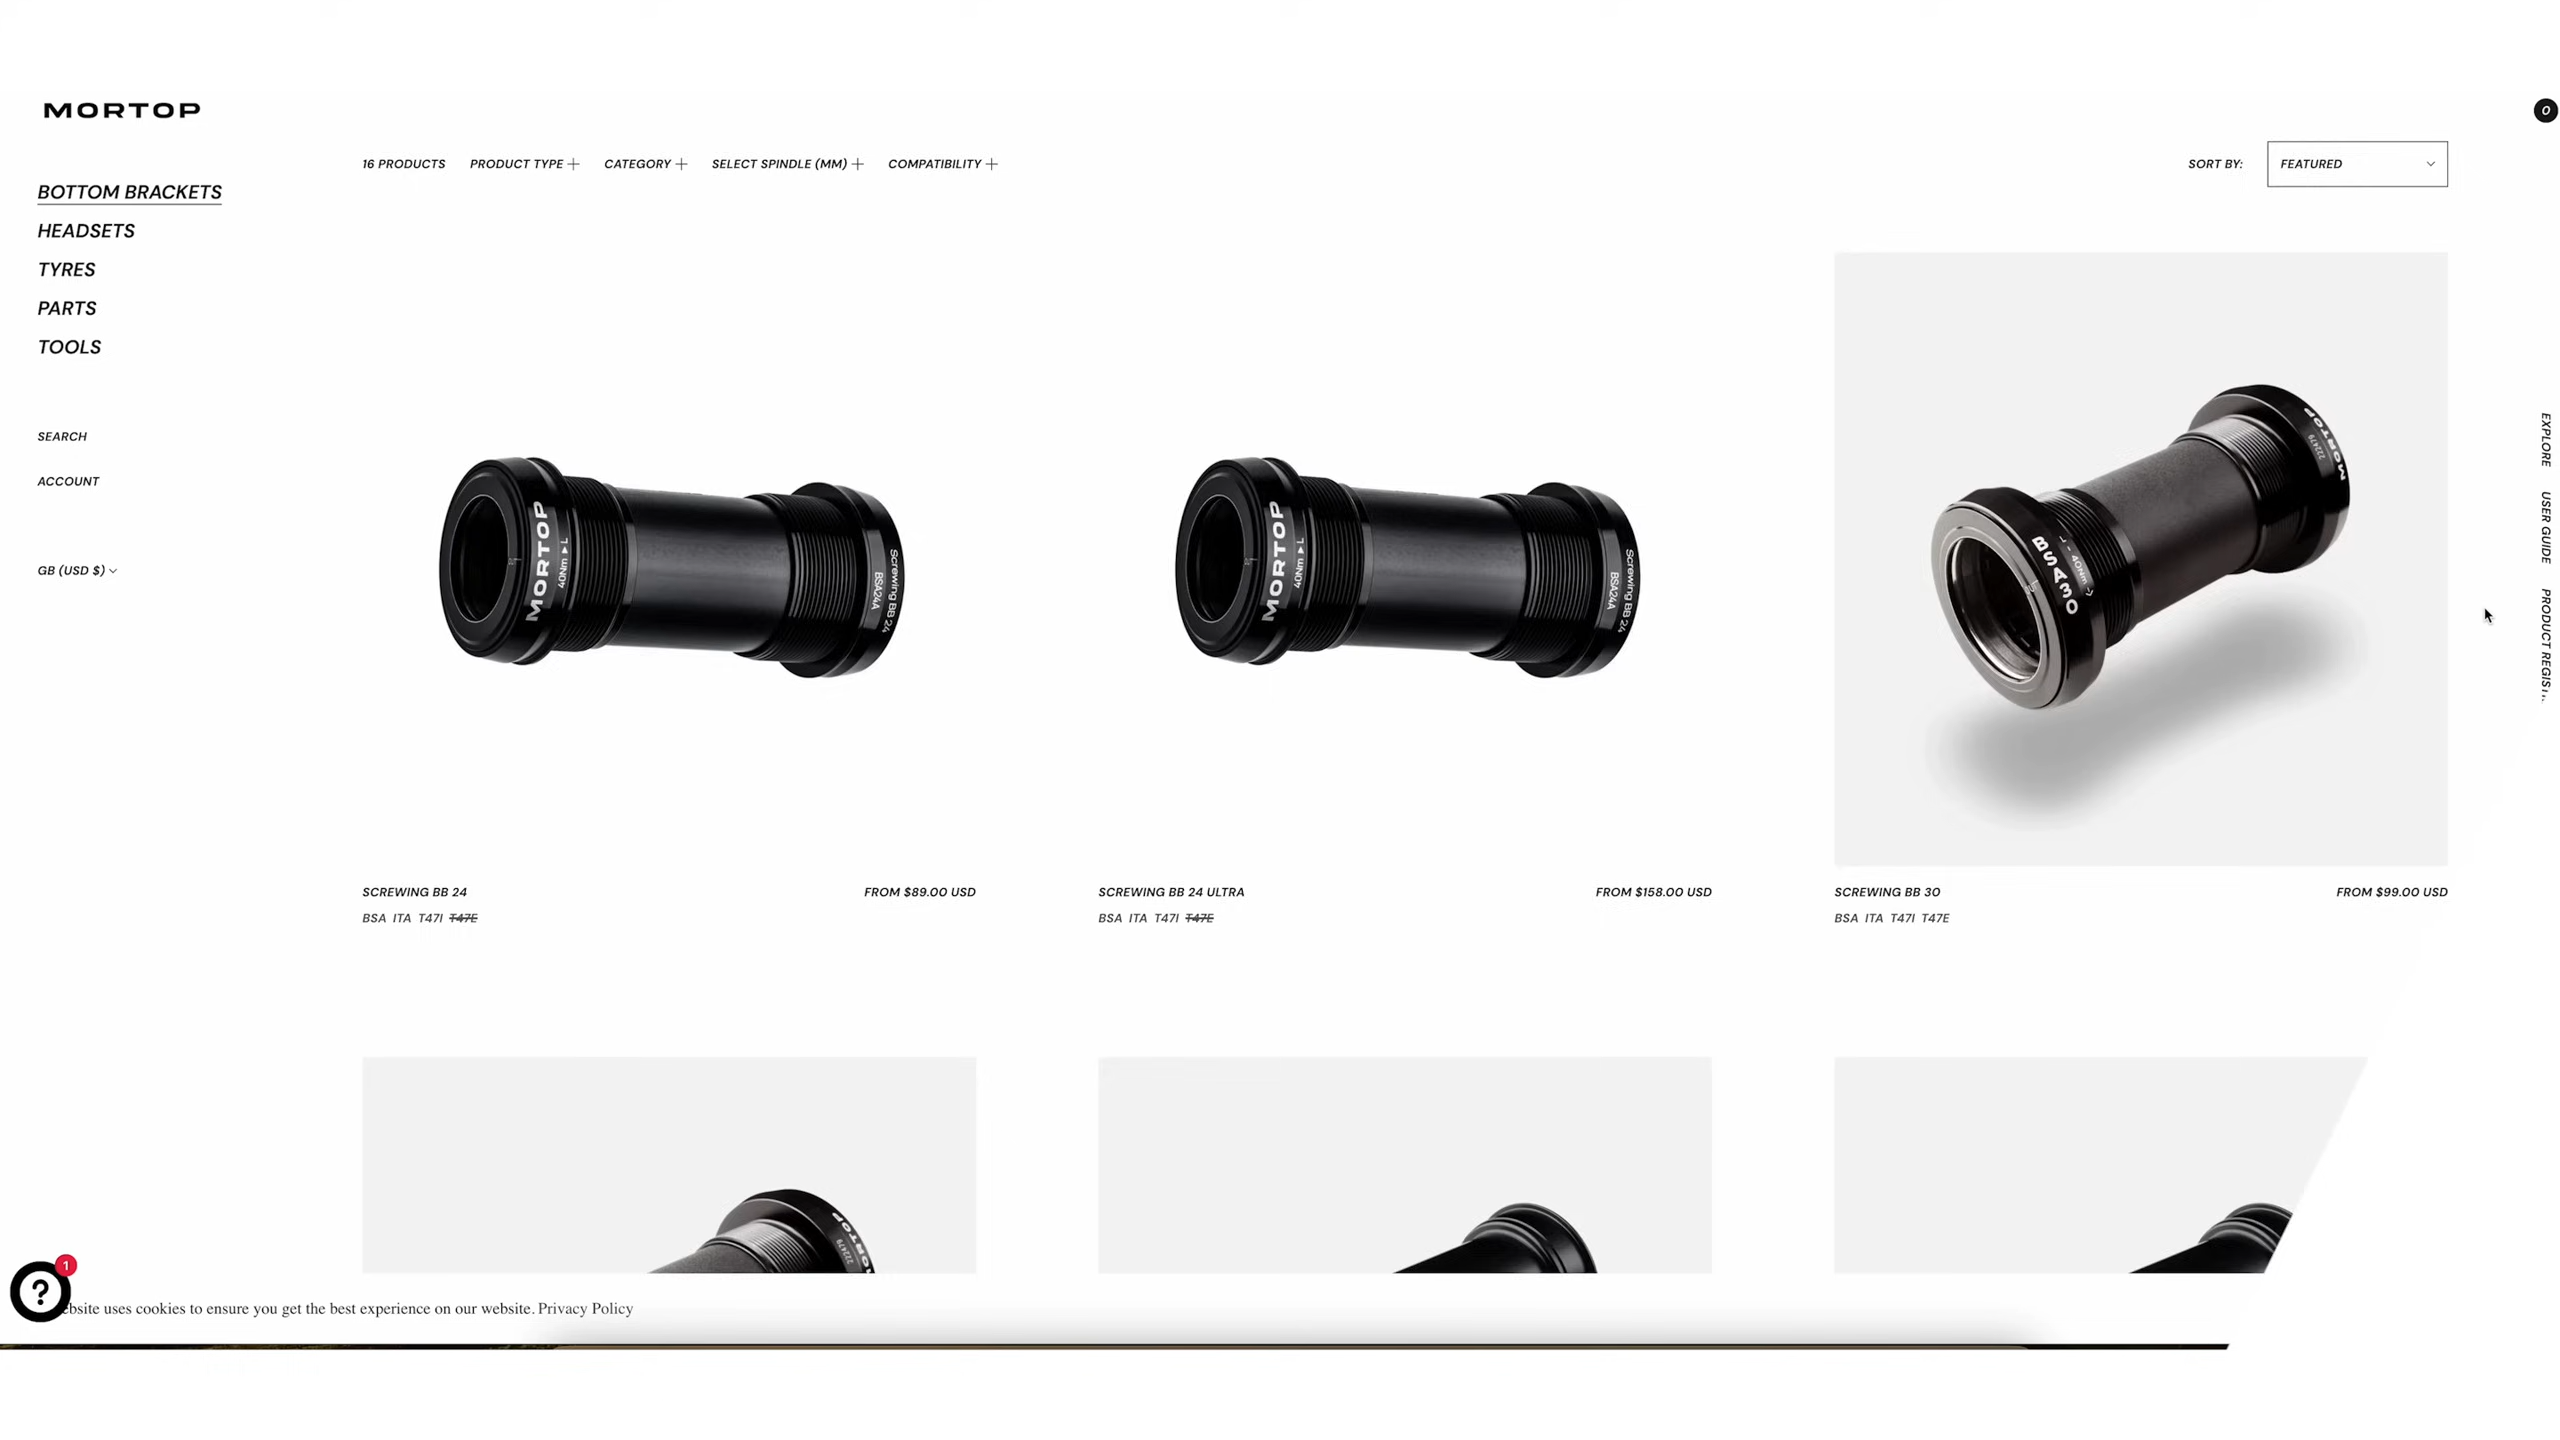 MORTOP
0
16 PRODUCTS PRODUCT TYPE + CATEGORY + SELECT SPINDLE (MM) + COMPATIBILITY +
SORT BY: FEATURED
BOTTOM BRACKETS
HEADSETS
TYRES
PARTS
TOOLS
SEARCH
ACCOUNT
GB (USD $)
MORTOP
40Nm ▶ L
Screwing BB 24
BSA24A
MORTOP
40Nm ▶ L
Screwing BB 24
BSA24A
MORTOP
222479
BSA30
L - 40Nm ->
EXPLORE USER GUIDE PRODUCT
SCREWING BB 24 FROM $89.00 USD
BSA ITA T47I T47E
SCREWING BB 24 ULTRA FROM $158.00 USD
BSA ITA T47I T47E
SCREWING BB 30 FROM $99.00 USD
BSA ITA T47I T47E
MORTOP
222479
1
?
ebsite uses cookies to ensure you get the best experience on our website. Privacy Policy